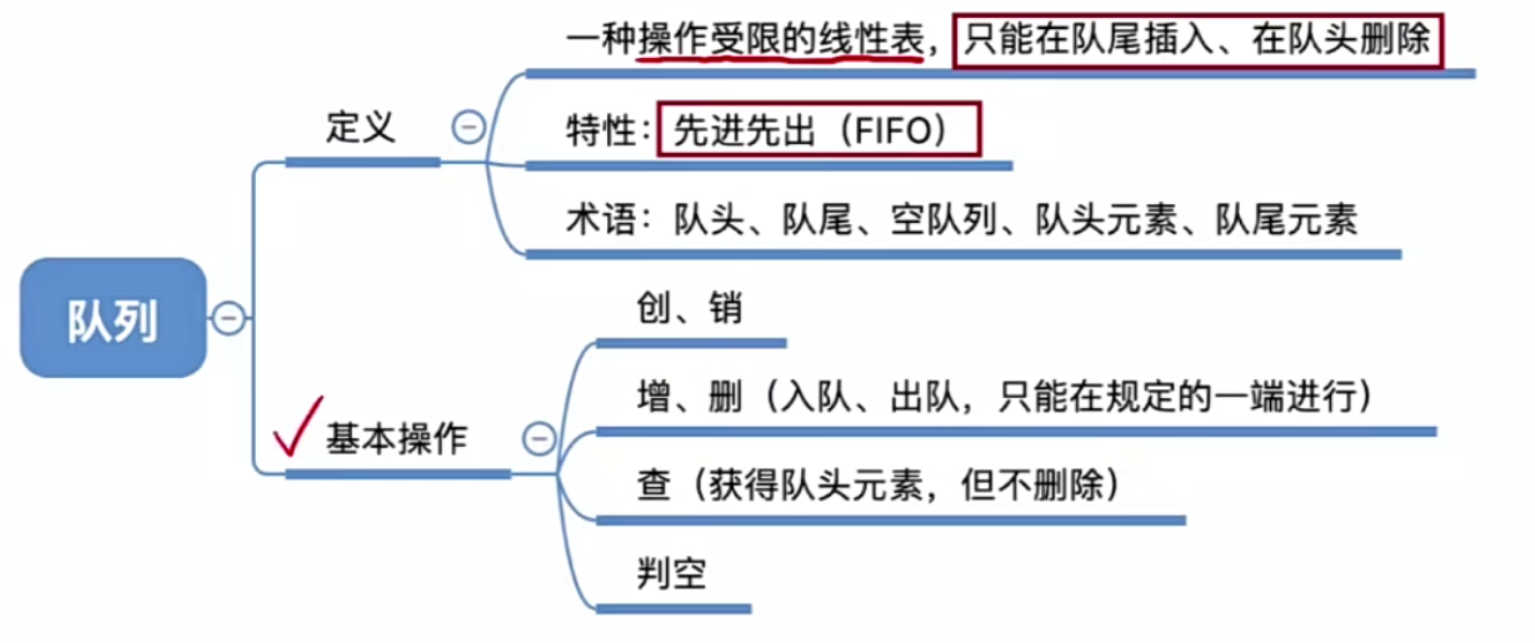 一种操作受限的线性表，只能在队尾插入、在队头删除
定义
特性：先进先出（FIFO）
术语：队头、队尾、空队列、队头元素、队尾元素
队列
创、销
增、删（入队、出队，只能在规定的一端进行）
基本操作
查（获得队头元素，但不删除）
判空